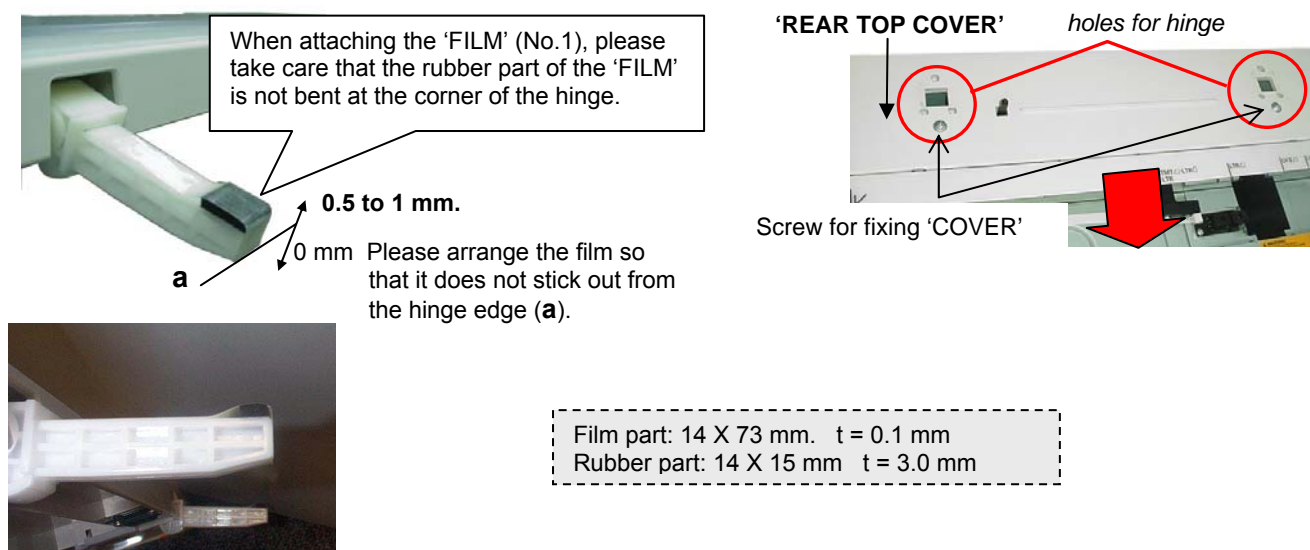 When attaching the ‘FILM’ (No.1), please
take care that the rubber part of the ‘FILM’
is not bent at the corner of the hinge.
0.5 to 1 mm.
0 mm Please arrange the film so
that it does not stick out from
the hinge edge (a).
a
‘REAR TOP COVER’
holes for hinge
Screw for fixing ‘COVER’
Film part: 14 X 73 mm. t = 0.1 mm
Rubber part: 14 X 15 mm t = 3.0 mm